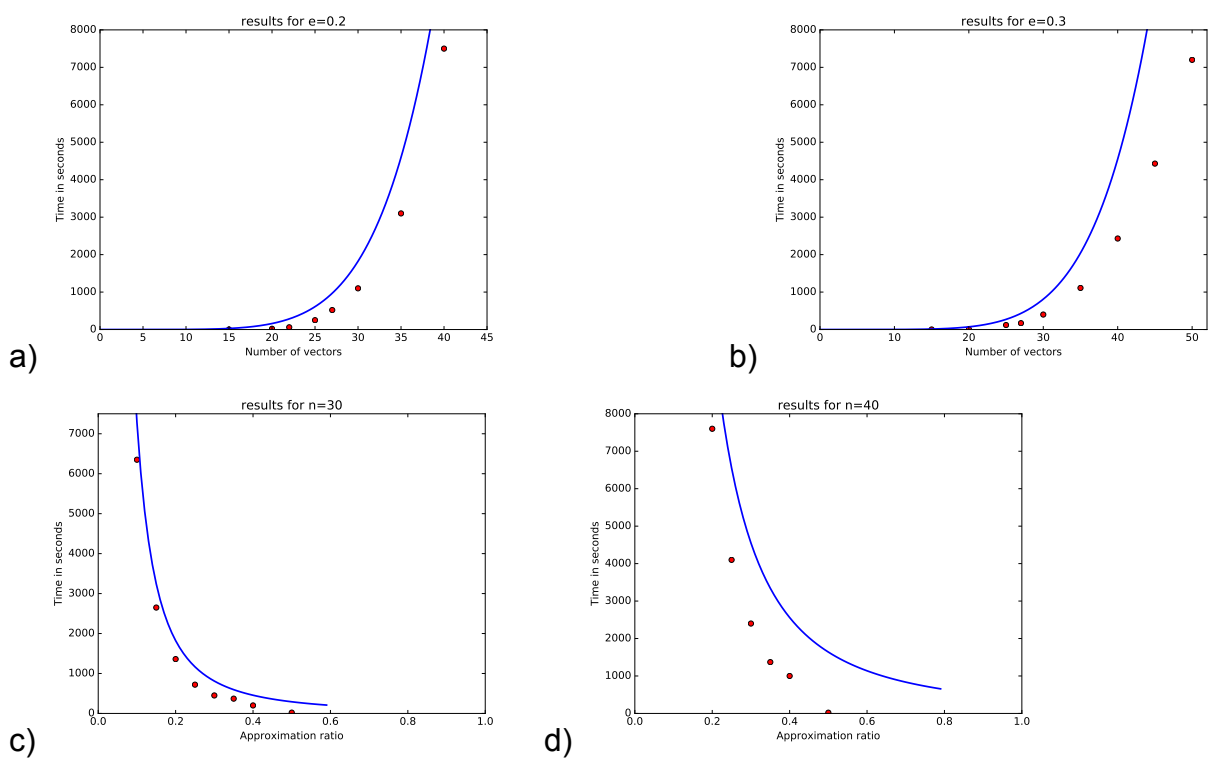 results for e=0.2
8000
7000
6000
5000
4000
3000
2000
1000
0
Time in seconds
0 5 10 15 20 25 30 35 40 45
Number of vectors
a)
results for e=0.3
8000
7000
6000
5000
4000
3000
2000
1000
0
Time in seconds
0 10 20 30 40 50
Number of vectors
b)
results for n=30
7000
6000
5000
4000
3000
2000
1000
0
Time in seconds
0.0 0.2 0.4 0.6 0.8 1.0
Approximation ratio
c)
results for n=40
8000
7000
6000
5000
4000
3000
2000
1000
0
Time in seconds
0.0 0.2 0.4 0.6 0.8 1.0
Approximation ratio
d)